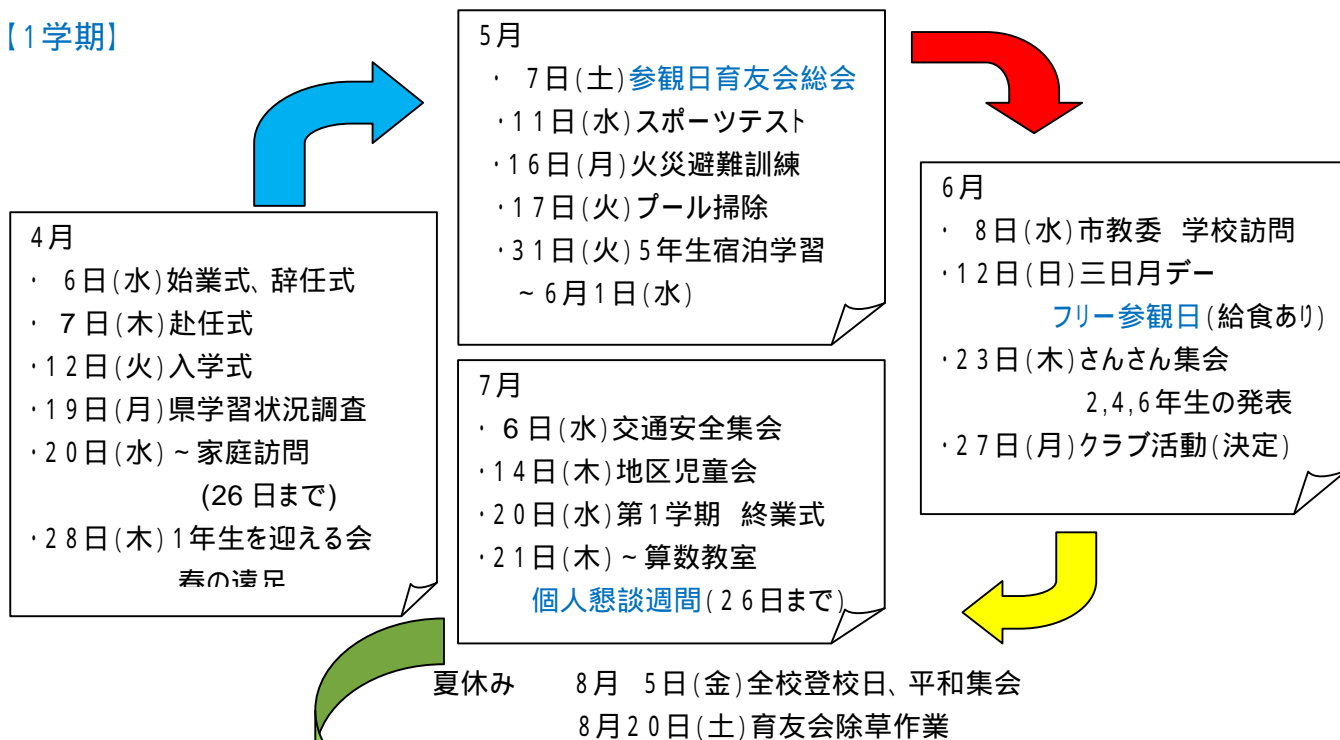 【1学期】
4月
・ 6日(水)始業式、辞任式
・ 7日(木)赴任式
・12日(火)入学式
・19日(月)県学習状況調査
・20日(水)~家庭訪問
(26日まで)
・28日(木)1年生を迎える会
春の遠足
5月
・ 7日(土)参観日育友会総会
・11日(水)スポーツテスト
・16日(月)火災避難訓練
・17日(火)プール掃除
・31日(火)5年生宿泊学習
~6月1日(水)
6月
・ 8日(水)市教委 学校訪問
・12日(日)三日月デー
フリー参観日(給食あり)
・23日(木)さんさん集会
2,4,6年生の発表
・27日(月)クラブ活動(決定)
7月
・ 6日(水)交通安全集会
・14日(木)地区児童会
・20日(水)第1学期 終業式
・21日(木)~算数教室
個人懇談週間(26日まで)
夏休み 8月 5日(金)全校登校日、平和集会
8月20日(土)育友会除草作業